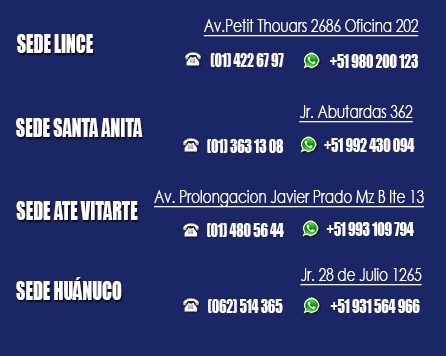 Av.Petit Thouars 2686 Oficina 202
SEDE LINCE
(01) 422 67 97 +51 980 200 123
Jr. Abutardas 362
SEDE SANTA ANITA
(01) 363 13 08 +51 992 430 094
Av. Prolongacion Javier Prado Mz B lte 13
SEDE ATE VITARTE
(01) 480 56 44 +51 993 109 794
Jr. 28 de Julio 1265
SEDE HUÁNUCO
(062) 514 365 +51 931 564 966